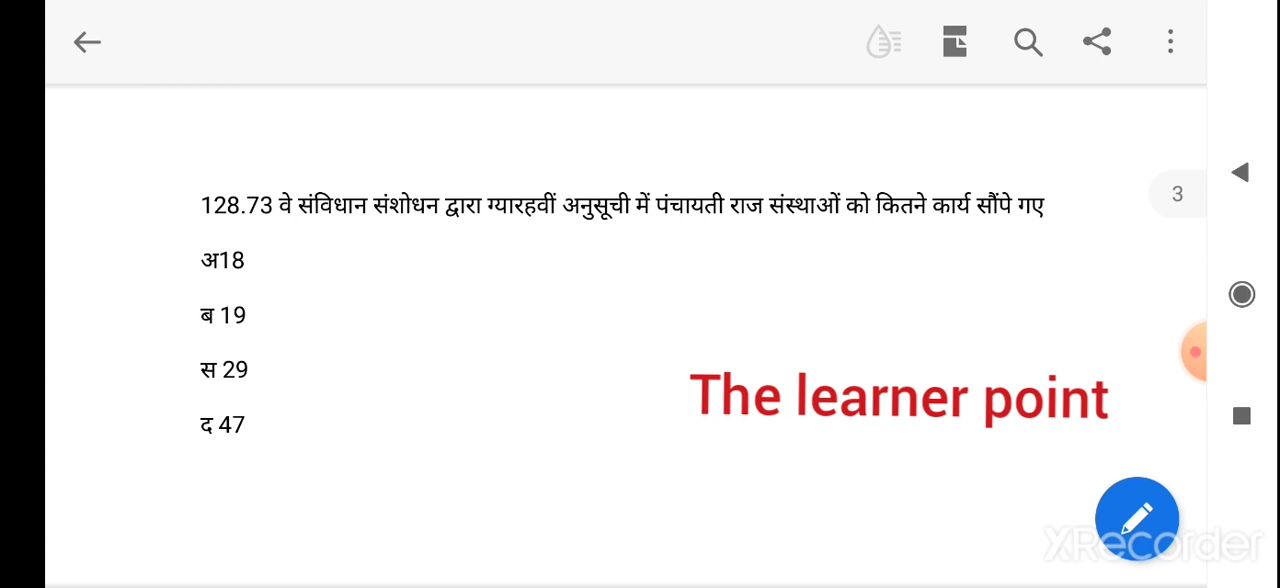 3
128.73 वे संविधान संशोधन द्वारा ग्यारहवीं अनुसूची में पंचायती राज संस्थाओं को कितने कार्य सौंपे गए
अ18
ब 19
स 29
द 47
The learner point
XRecorder